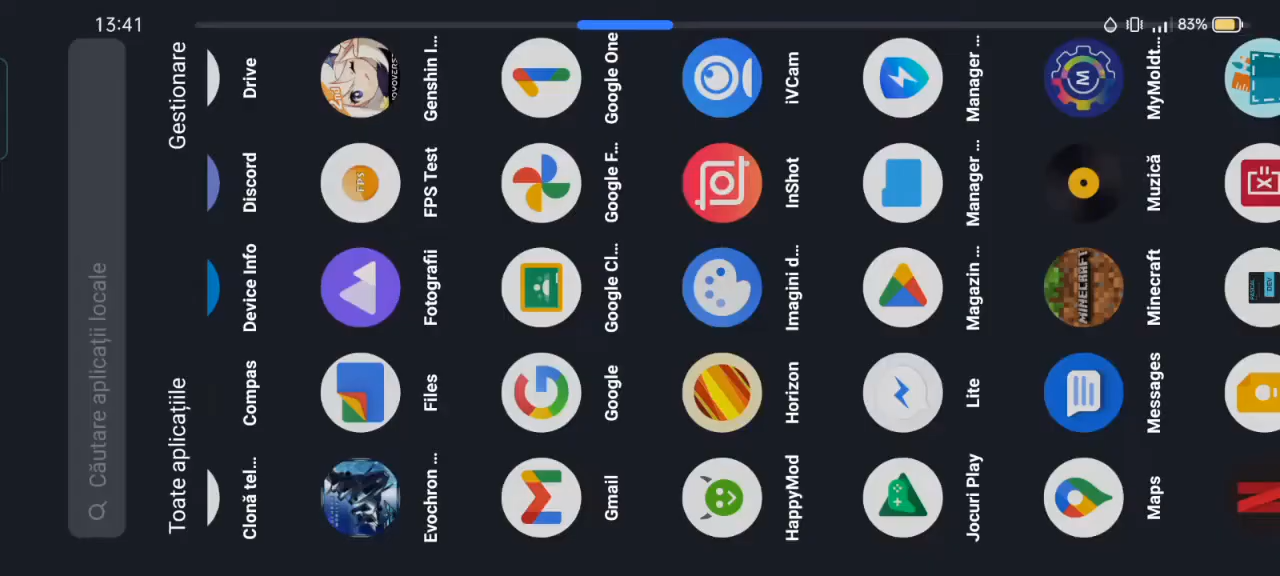 13:41
83%
Căutare aplicații locale
Toate aplicațiile Gestionare
Clonă tel... Compas Device Info Discord Drive
Evochron ... Files Fotografii FPS Test Genshin I...
Gmail Google Google Cl... Google F... Google One
HappyMod Horizon Imagini d... InShot iVCam
Jocuri Play Lite Magazin ... Manager ... Manager ...
Maps Messages Minecraft Muzică MyMoldt...